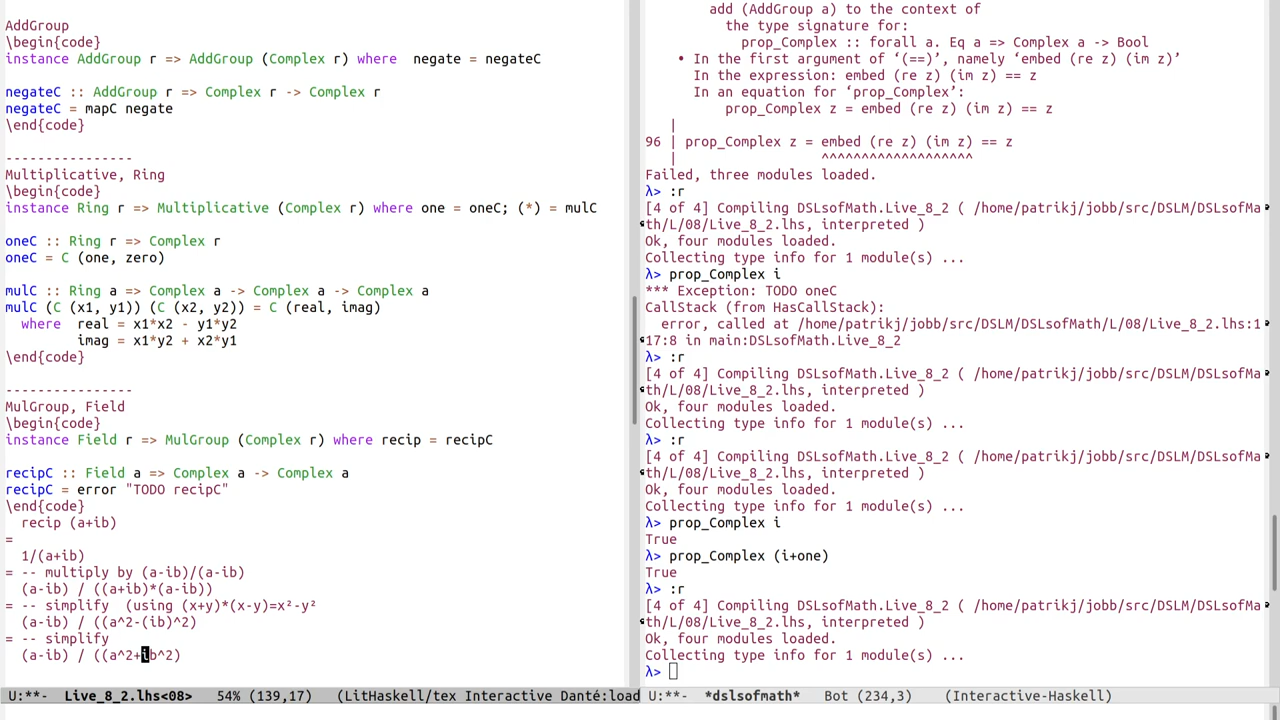 AddGroup
\begin{code}
instance AddGroup r => AddGroup (Complex r) where  negate = negateC
negateC :: AddGroup r => Complex r -> Complex r
negateC = mapC negate
\end{code}
----------------
Multiplicative, Ring
\begin{code}
instance Ring r => Multiplicative (Complex r) where one = oneC; (*) = mulC
oneC :: Ring r => Complex r
oneC = C (one, zero)
mulC :: Ring a => Complex a -> Complex a -> Complex a
mulC (C (x1, y1)) (C (x2, y2)) = C (real, imag)
  where  real = x1*x2 - y1*y2
         imag = x1*y2 + x2*y1
\end{code}
----------------
MulGroup, Field
\begin{code}
instance Field r => MulGroup (Complex r) where recip = recipC
recipC :: Field a => Complex a -> Complex a
recipC = error "TODO recipC"
\end{code}
  recip (a+ib)
=
  1/(a+ib)
= -- multiply by (a-ib)/(a-ib)
  (a-ib) / ((a+ib)*(a-ib))
= -- simplify  (using (x+y)*(x-y)=x²-y²
  (a-ib) / ((a^2-(ib)^2)
= -- simplify
  (a-ib) / ((a^2+ib^2)
U:**-  Live_8_2.lhs<08>   54% (139,17)   (LitHaskell/tex Interactive Danté:load
        add (AddGroup a) to the context of
          the type signature for:
            prop_Complex :: forall a. Eq a => Complex a -> Bool
    • In the first argument of ‘(==)’, namely ‘embed (re z) (im z)’
      In the expression: embed (re z) (im z) == z
      In an equation for ‘prop_Complex’:
          prop_Complex z = embed (re z) (im z) == z
   |
96 | prop_Complex z = embed (re z) (im z) == z
   |                  ^^^^^^^^^^^^^^^^^^^
Failed, three modules loaded.
λ> :r
[4 of 4] Compiling DSLsofMath.Live_8_2 ( /home/patrikj/jobb/src/DSLM/DSLsofMa
th/L/08/Live_8_2.lhs, interpreted )
Ok, four modules loaded.
Collecting type info for 1 module(s) ...
λ> prop_Complex i
*** Exception: TODO oneC
CallStack (from HasCallStack):
  error, called at /home/patrikj/jobb/src/DSLM/DSLsofMath/L/08/Live_8_2.lhs:1
17:8 in main:DSLsofMath.Live_8_2
λ> :r
[4 of 4] Compiling DSLsofMath.Live_8_2 ( /home/patrikj/jobb/src/DSLM/DSLsofMa
th/L/08/Live_8_2.lhs, interpreted )
Ok, four modules loaded.
Collecting type info for 1 module(s) ...
λ> :r
[4 of 4] Compiling DSLsofMath.Live_8_2 ( /home/patrikj/jobb/src/DSLM/DSLsofMa
th/L/08/Live_8_2.lhs, interpreted )
Ok, four modules loaded.
Collecting type info for 1 module(s) ...
λ> prop_Complex i
True
λ> prop_Complex (i+one)
True
λ> :r
[4 of 4] Compiling DSLsofMath.Live_8_2 ( /home/patrikj/jobb/src/DSLM/DSLsofMa
th/L/08/Live_8_2.lhs, interpreted )
Ok, four modules loaded.
Collecting type info for 1 module(s) ...
λ>
U:**-  *dslsofmath*   Bot (234,3)    (Interactive-Haskell)